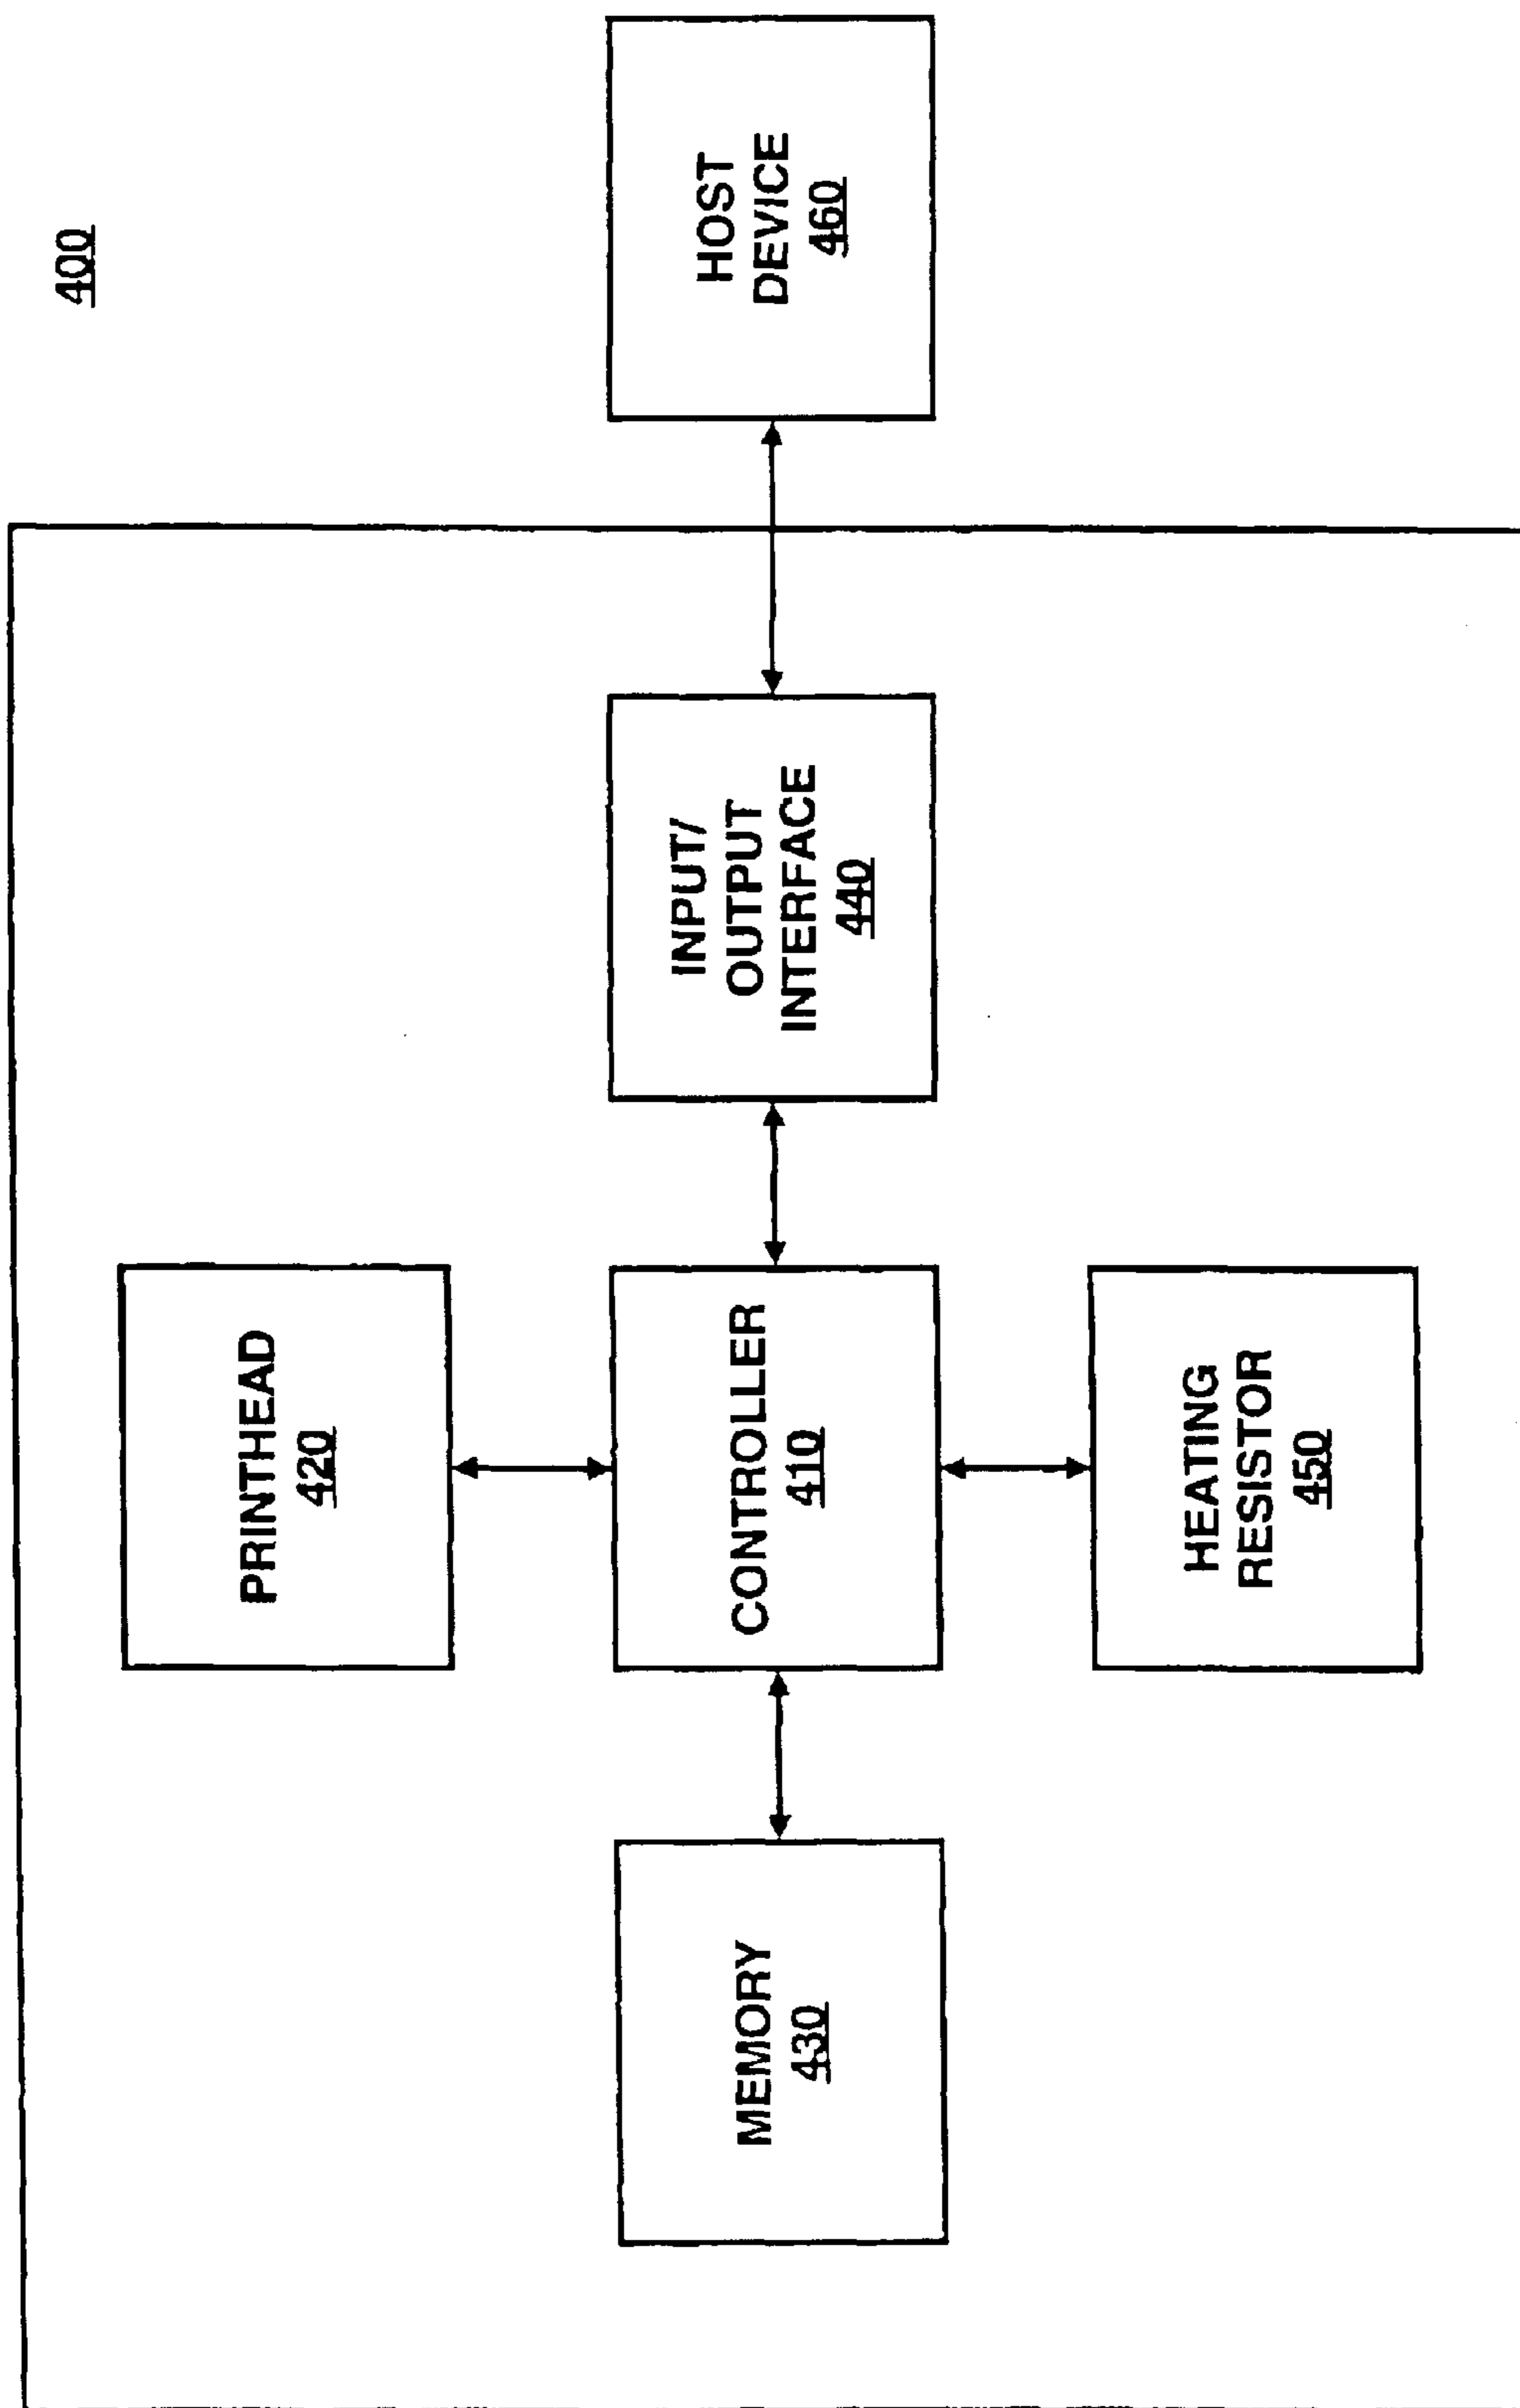 400
PRINTHEAD
420
MEMORY
430
CONTROLLER
410
INPUT/
OUTPUT
INTERFACE
440
HOST
DEVICE
460
HEATING
RESISTOR
450